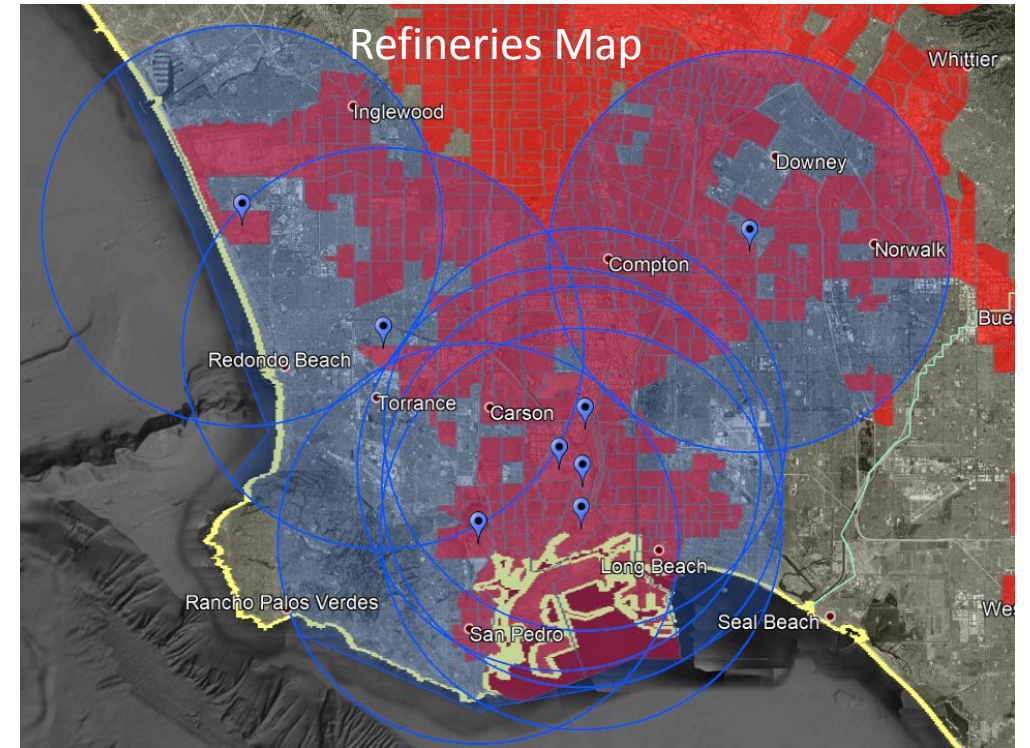 Refineries Map
Whittier
Inglewood
Downey
Norwalk
Compton
Bue
Redondo Beach
Torrance
Carson
Long Beach
Rancho Palos Verdes
Wes
Seal Beach
San Pedro